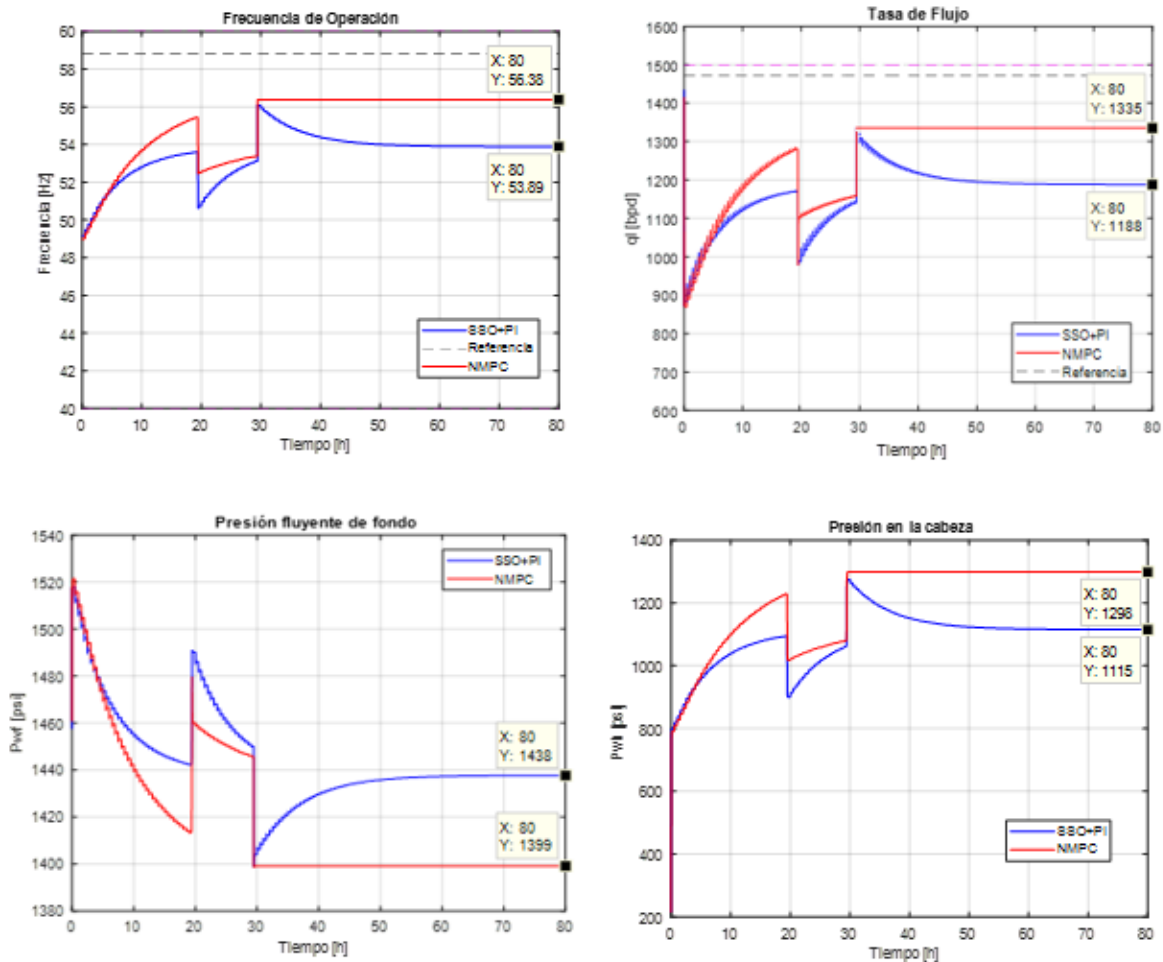 Frecuencia de Operación
60
58
56
54
52
50
48
46
44
42
40
Frecuencia [HZ]
X: 80
Y: 56.38
X: 80
Y: 53.89
SSO+PI
Referencia
NMPC
0 10 20 30 40 50 60 70 80
Tiempo [h]
Tasa de Flujo
1600
1500
1400
1300
1200
1100
1000
900
800
700
600
ql [bpd]
X: 80
Y: 1335
X: 80
Y: 1188
SSO+PI
NMPC
Referencia
0 10 20 30 40 50 60 70 80
Tiempo [h]
Presión fluyente de fondo
1540
1520
1500
1480
1460
1440
1420
1400
1380
Pwf [psi]
SSO+PI
NMPC
X: 80
Y: 1438
X: 80
Y: 1399
0 10 20 30 40 50 60 70 80
Tiempo [h]
Presión en la cabeza
1400
1200
1000
800
600
400
200
Pwh [psi]
X: 80
Y: 1298
X: 80
Y: 1115
SSO+PI
NMPC
0 10 20 30 40 50 60 70 80
Tiempo [h]